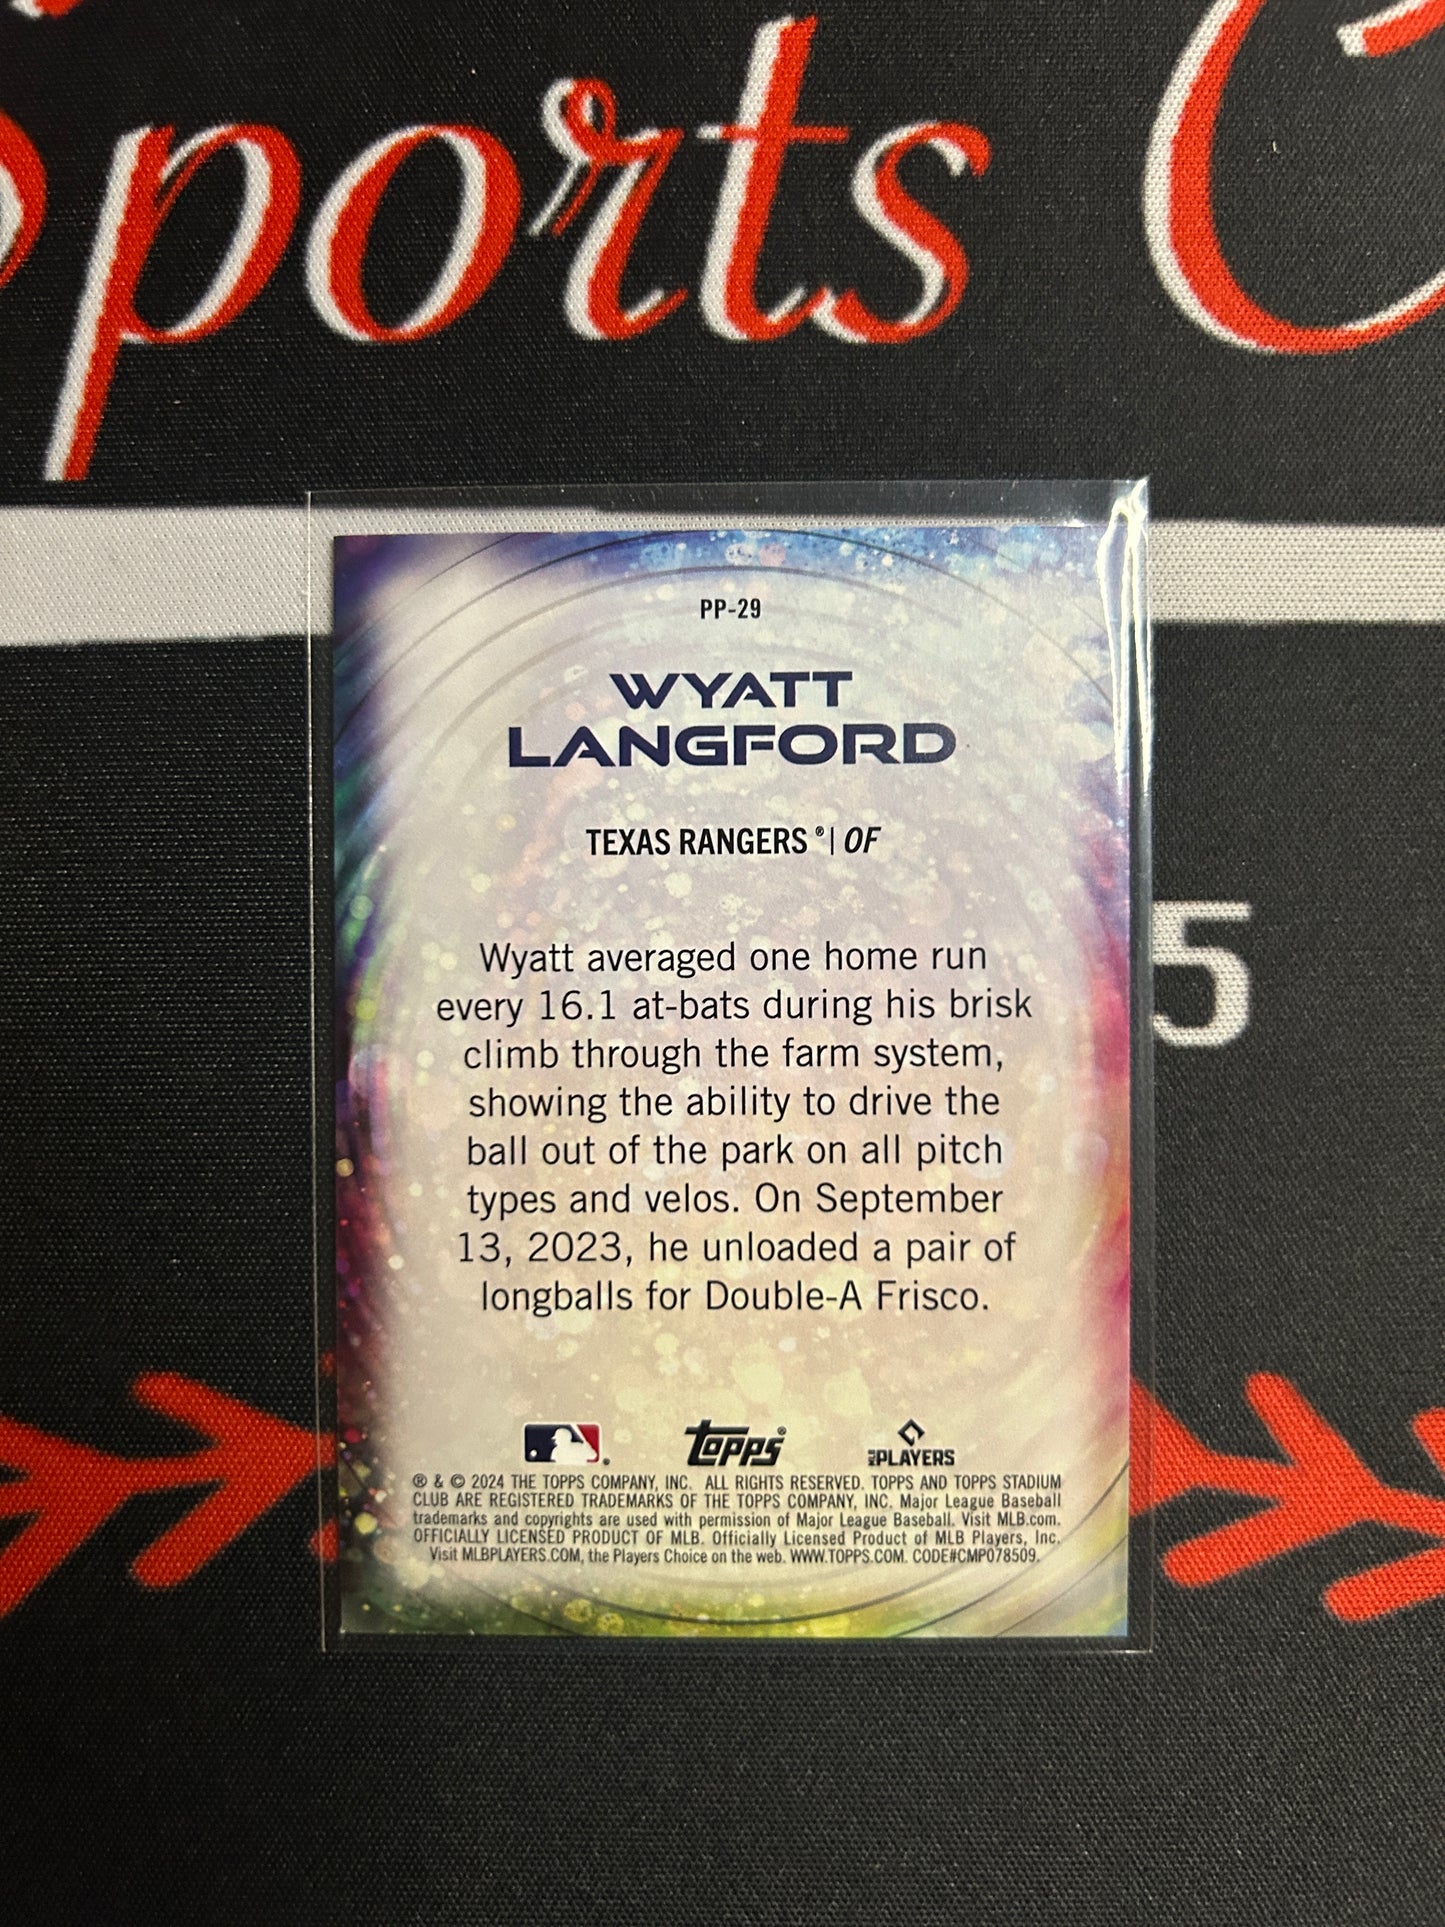 Sports C
PP-29
WYATT
LANGFORD
TEXAS RANGERS® | OF
5
Wyatt averaged one home run
every 16.1 at-bats during his brisk
climb through the farm system,
showing the ability to drive the
ball out of the park on all pitch
types and velos. On September
13, 2023, he unloaded a pair of
longballs for Double-A Frisco.
topps® PLAYERS
® & © 2024 THE TOPPS COMPANY, INC. ALL RIGHTS RESERVED. TOPPS AND TOPPS STADIUM
CLUB ARE REGISTERED TRADEMARKS OF THE TOPPS COMPANY, INC. Major League Baseball
trademarks and copyrights are used with permission of Major League Baseball. Visit MLB.com.
OFFICIALLY LICENSED PRODUCT OF MLB. Officially Licensed Product of MLB Players, Inc.
Visit MLBPLAYERS.COM, the Players Choice on the web. WWW.TOPPS.COM. CODE#CMP078509.